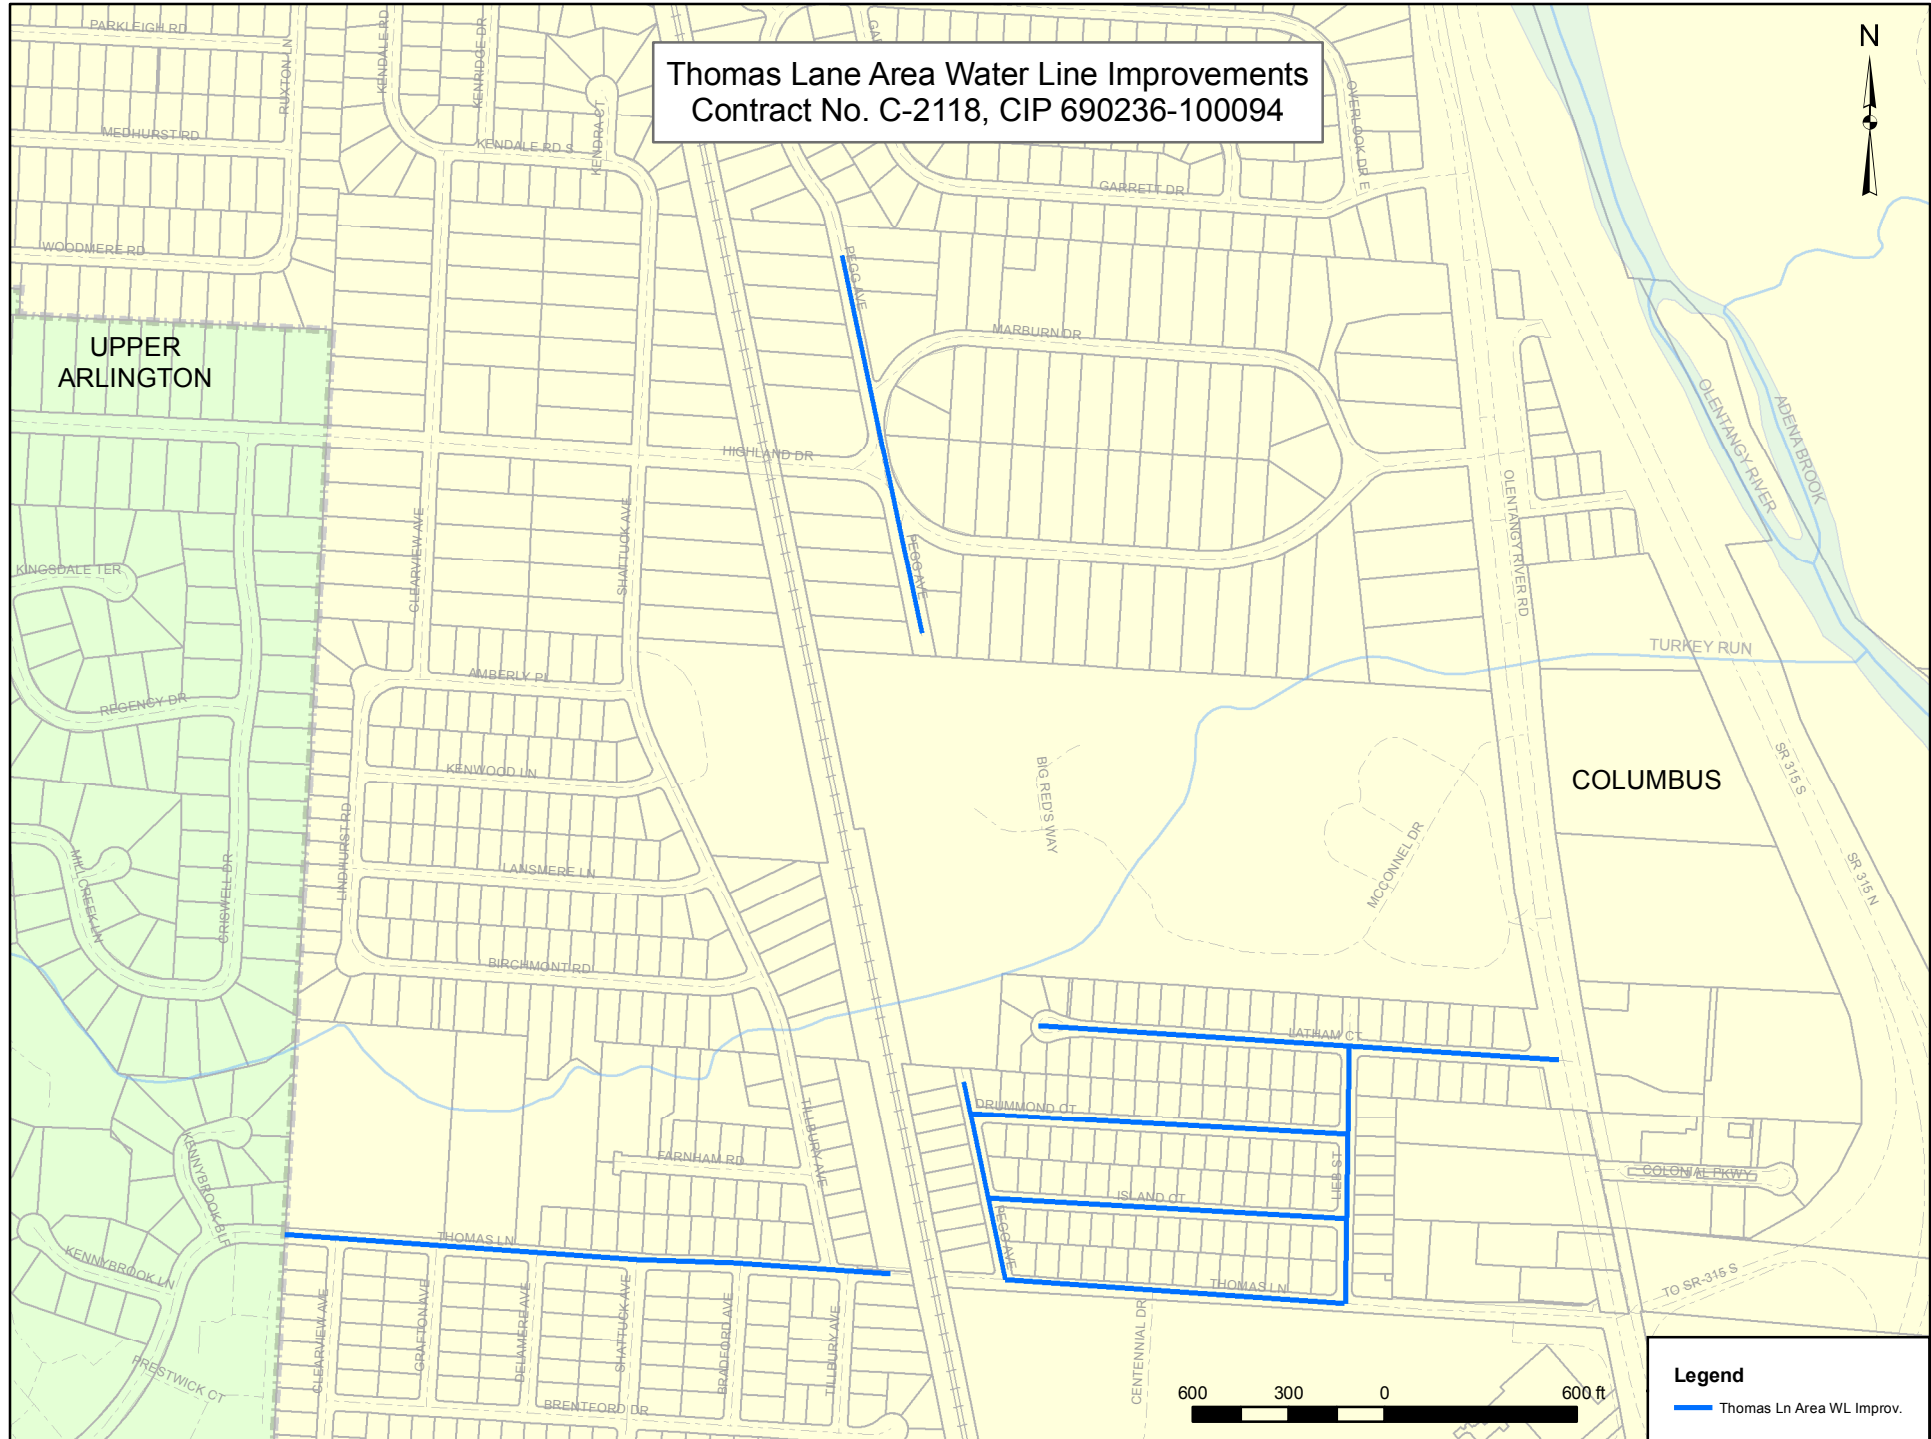 PARKLEIGH RD
RUXTON LN
KENDALE RD
KENRIDGE DR
Thomas Lane Area Water Line Improvements
Contract No. C-2118, CIP 690236-100094
N
MEDHURST RD
KENDALE RD S
KENDRA CT
OVERLOOK DR E
GARRETT DR
WOODMERE RD
PEGG AVE
MARBURN DR
UPPER
ARLINGTON
OLENTANGY RIVER
ADENA BROOK
HIGHLAND DR
CLEARVIEW AVE
SHATTUCK AVE
OLENTANGY RIVER RD
KINGSDALE TER
PEGG AVE
TURKEY RUN
AMBERLY PL
REGENCY DR
KENWOOD LN
BIG RED'S WAY
SR 315 S
COLUMBUS
LINDHURST RD
MCCONNEL DR
LANSMERE LN
MILLCREEK LN
CRISWELL DR
SR 315 N
BIRCHMONT RD
LATHAM CT
DRUMMOND CT
TILBURY AVE
FARNHAM RD
LIEB ST
COLONIAL PKWY
KENNYBROOK BLF
ISLAND CT
PEGG AVE
THOMAS LN
KENNYBROOK LN
THOMAS LN
TO SR-315 S
CLEARVIEW AVE
GRAFTON AVE
DELAMERE AVE
SHATTUCK AVE
BRADFORD AVE
TILLBURY AVE
CENTENNIAL DR
PRESTWICK CT
BRENTFORD DR
600 300 0 600 ft
Legend
Thomas Ln Area WL Improv.